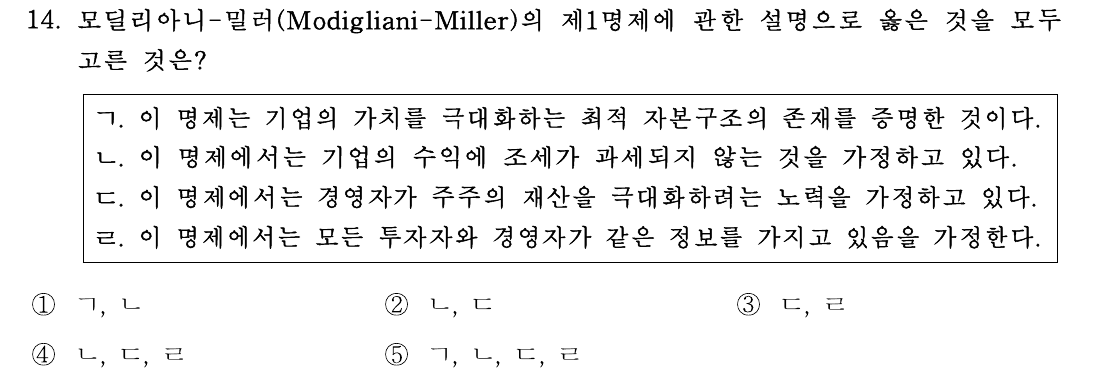 14. 모딜리아니-밀러(Modigliani-Miller)의 제1명제에 관한 설명으로 옳은 것을 모두
고른 것은?
ㄱ. 이 명제는 기업의 가치를 극대화하는 최적 자본구조의 존재를 증명한 것이다.
ㄴ. 이 명제에서는 기업의 수익에 조세가 과세되지 않는 것을 가정하고 있다.
ㄷ. 이 명제에서는 경영자가 주주의 재산을 극대화하려는 노력을 가정하고 있다.
ㄹ. 이 명제에서는 모든 투자자와 경영자가 같은 정보를 가지고 있음을 가정한다.
① ㄱ, ㄴ ② ㄴ, ㄷ ③ ㄷ, ㄹ
④ ㄴ, ㄷ, ㄹ ⑤ ㄱ, ㄴ, ㄷ, ㄹ